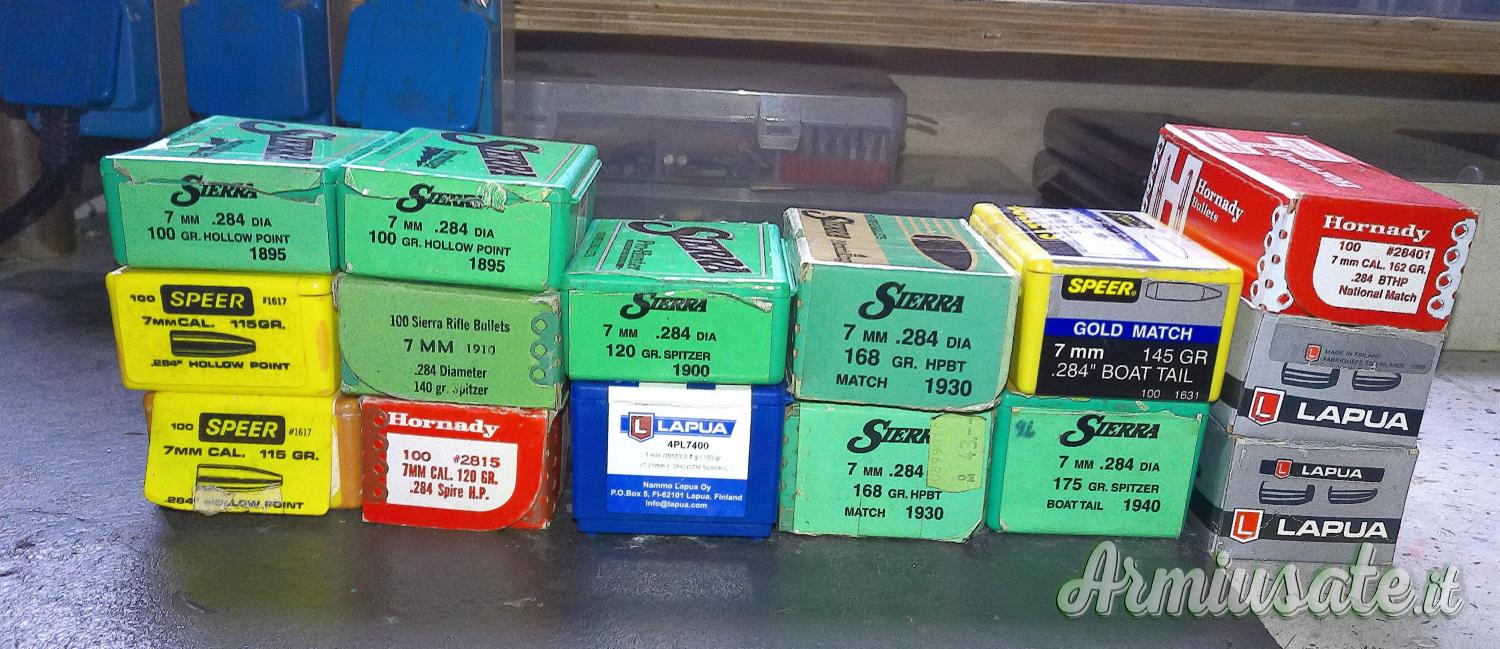 SIERRA
SIERRA
7 MM .284 DIA
100 GR. HOLLOW POINT
1895
SIERRA
SIERRA
7 MM .284 DIA
100 GR. HOLLOW POINT
1895
100 SPEER #1617
7MM CAL. 115 GR.
.284" HOLLOW POINT
100 Sierra Rifle Bullets
7 MM 1910
.284 Diameter
140 gr. spitzer
SIERRA
SIERRA
7 MM .284 DIA
120 GR. SPITZER
1900
SIERRA
SIERRA
7 MM .284 DIA
168 GR. HPBT
MATCH 1930
SPEER
GOLD MATCH
7 mm 145 GR
.284" BOAT TAIL
100 1631
H
Hornady
Bullets
Hornady
Hornady
100 #28401
7 mm CAL. 162 GR.
.284 BTHP
National Match
MADE IN FINLAND
LAPUA
100 SPEER #1617
7MM CAL. 115 GR.
.284" HOLLOW POINT
Hornady
100 #2815
7MM CAL. 120 GR.
.284 Spire H.P.
LAPUA
4PL7400
Nammo Lapua Oy
P.O.Box 5, FI-62101 Lapua, Finland
info@lapua.com
SIERR
7 MM .284
168 GR. HPBT
MATCH 1930
DM 43.-
SIERRA
7 MM .284 DIA
175 GR. SPITZER
BOAT TAIL 1940
LAPUA
LAPUA
Armiusate.it